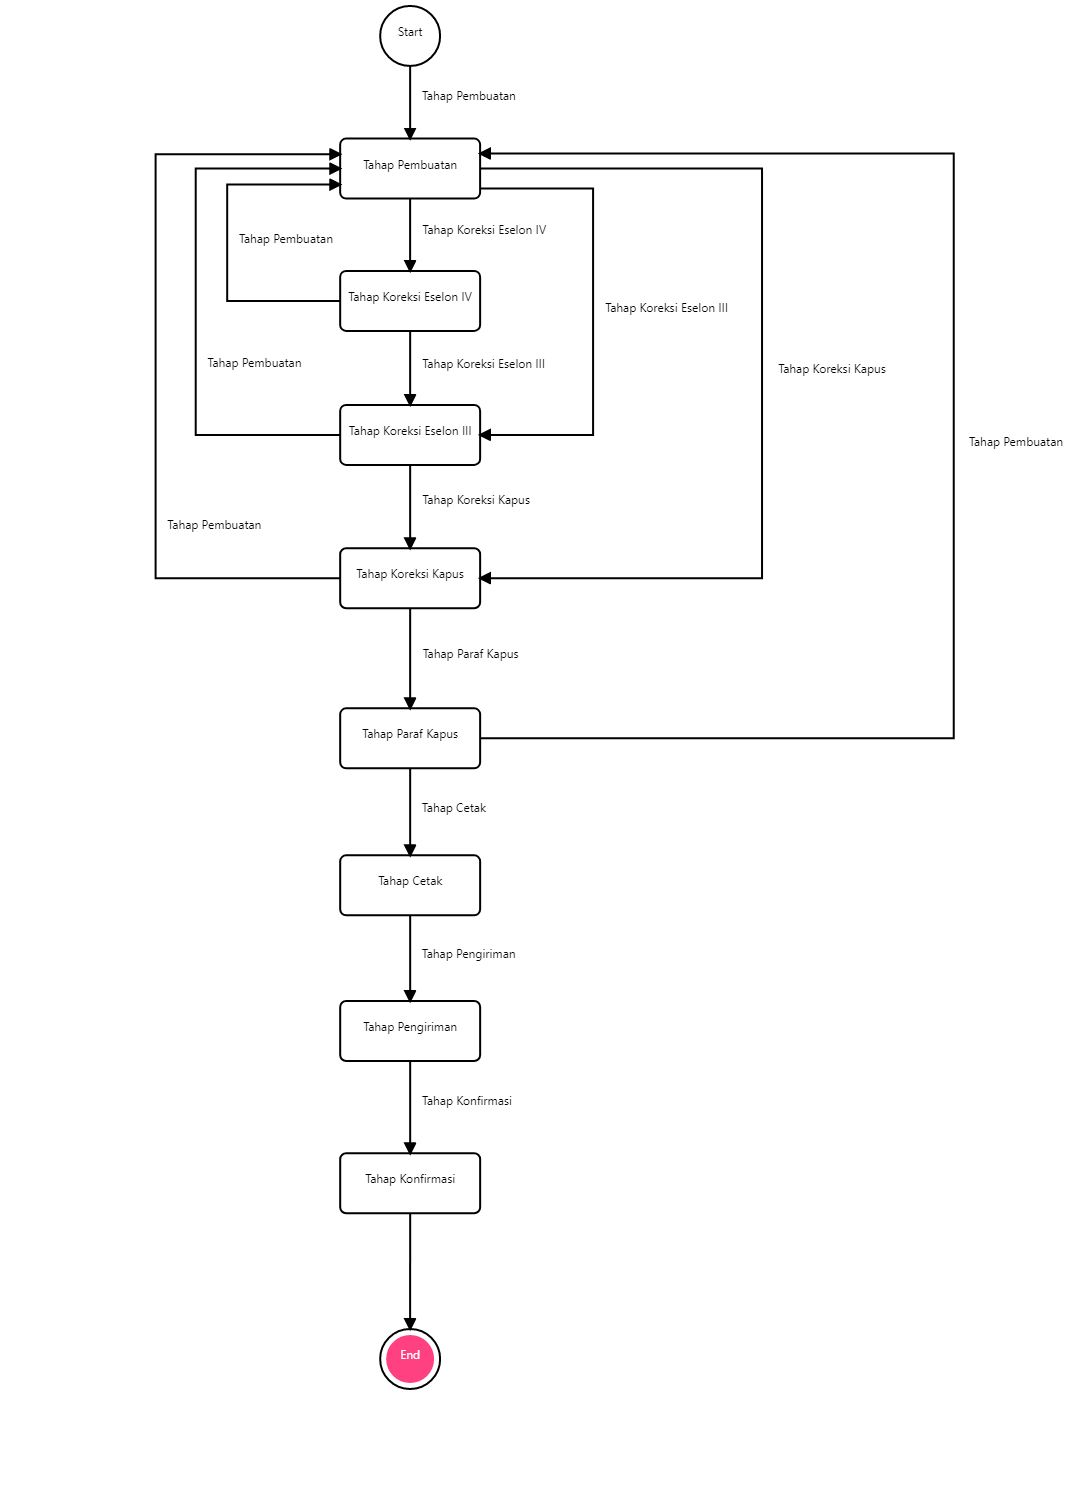 Start
Tahap Pembuatan
Tahap Pembuatan
Tahap Koreksi Eselon IV
Tahap Pembuatan
Tahap Koreksi Eselon IV
Tahap Koreksi Eselon III
Tahap Koreksi Eselon III
Tahap Pembuatan
Tahap Koreksi Kapus
Tahap Koreksi Eselon III
Tahap Pembuatan
Tahap Koreksi Kapus
Tahap Pembuatan
Tahap Koreksi Kapus
Tahap Paraf Kapus
Tahap Paraf Kapus
Tahap Cetak
Tahap Cetak
Tahap Pengiriman
Tahap Pengiriman
Tahap Konfirmasi
Tahap Konfirmasi
End